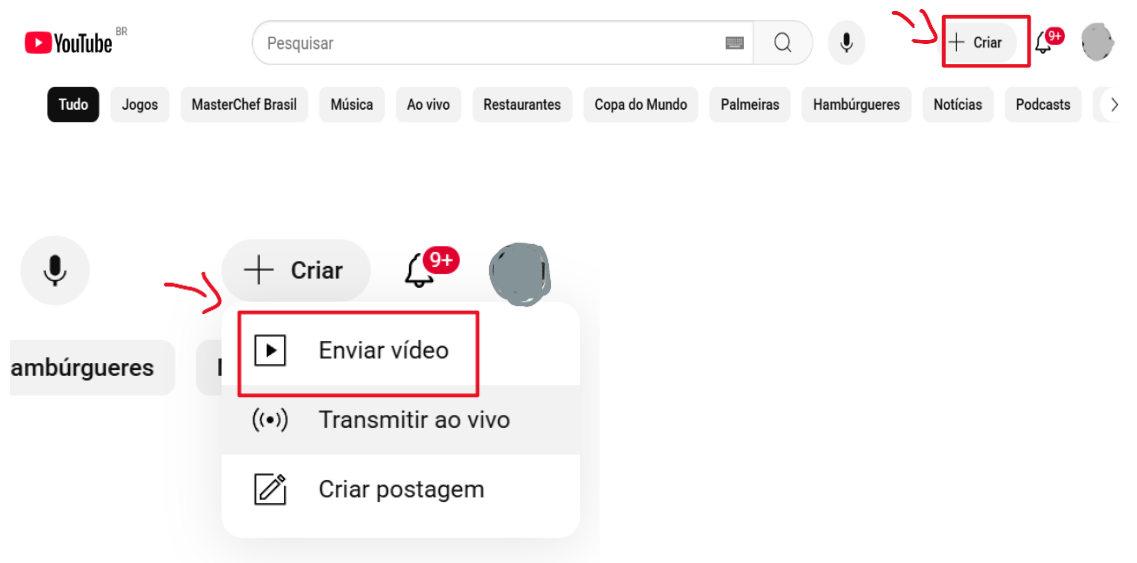 YouTube BR
Pesquisar
Criar
9+
Tudo Jogos MasterChef Brasil Música Ao vivo Restaurantes Copa do Mundo Palmeiras Hambúrgueres Notícias Podcasts
Criar
9+
ambúrgueres
Enviar vídeo
Transmitir ao vivo
Criar postagem